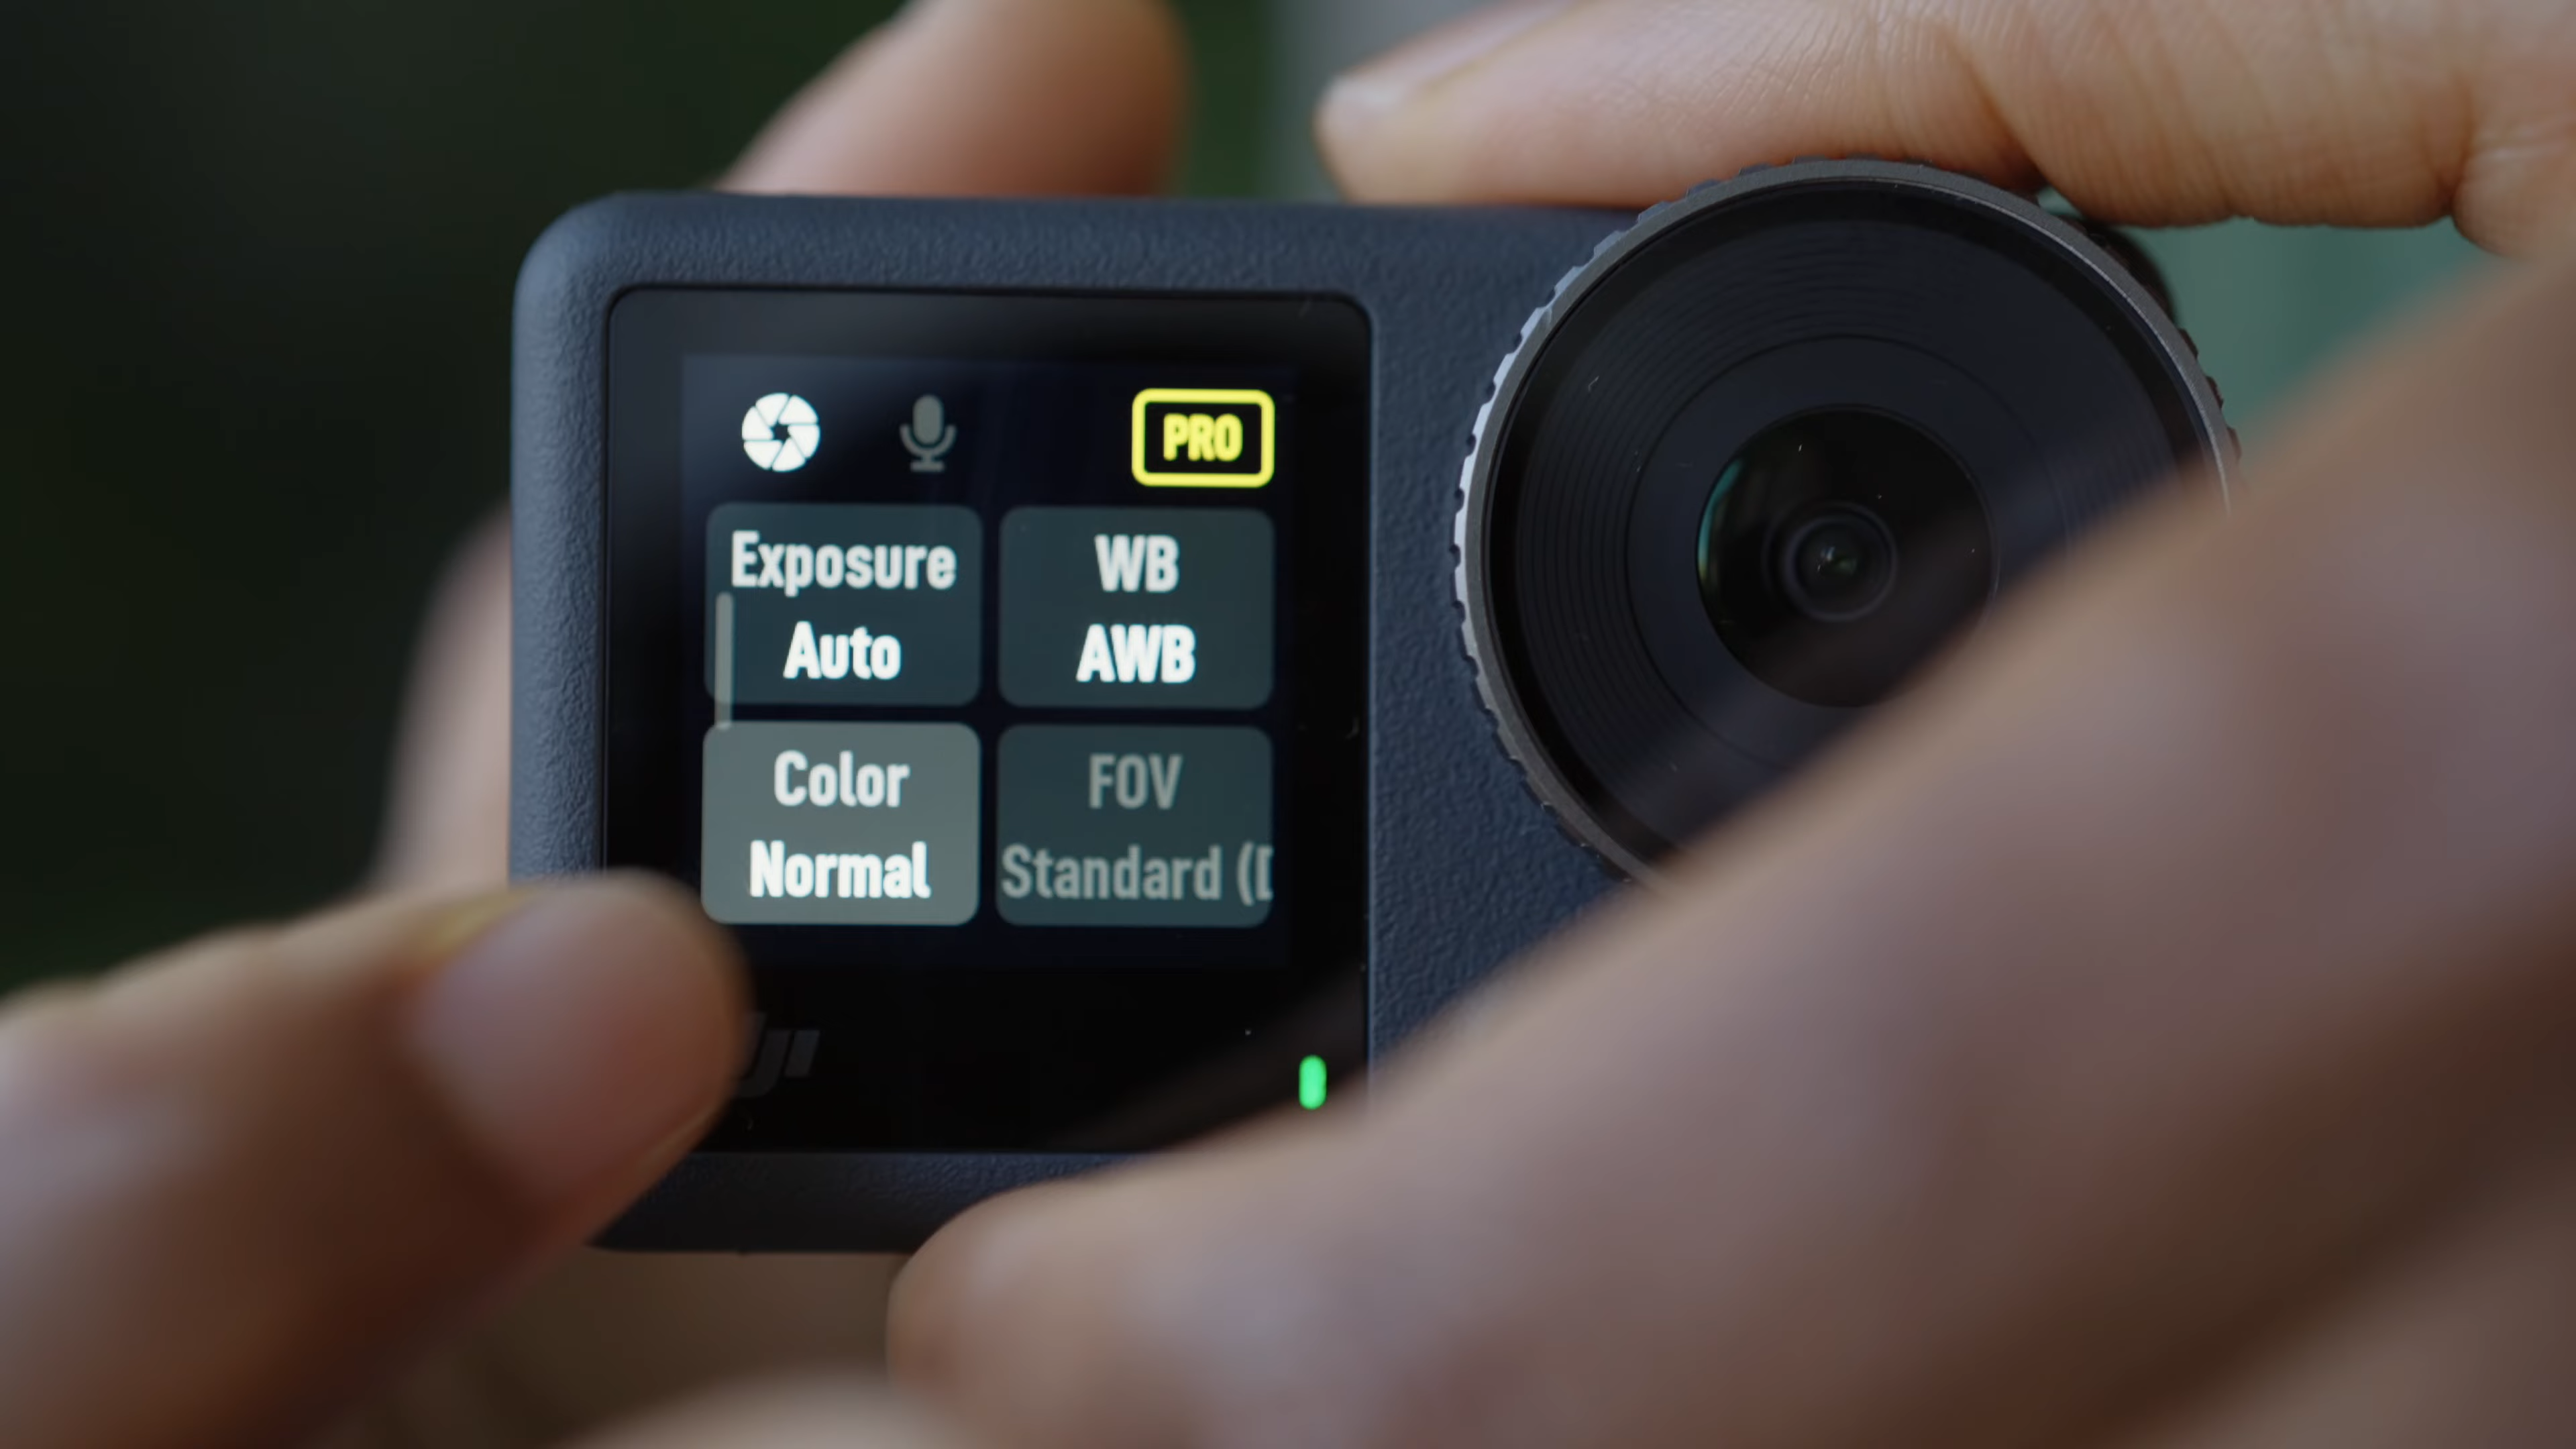 PRO
Exposure
Auto
WB
AWB
Color
Normal
FOV
Standard (